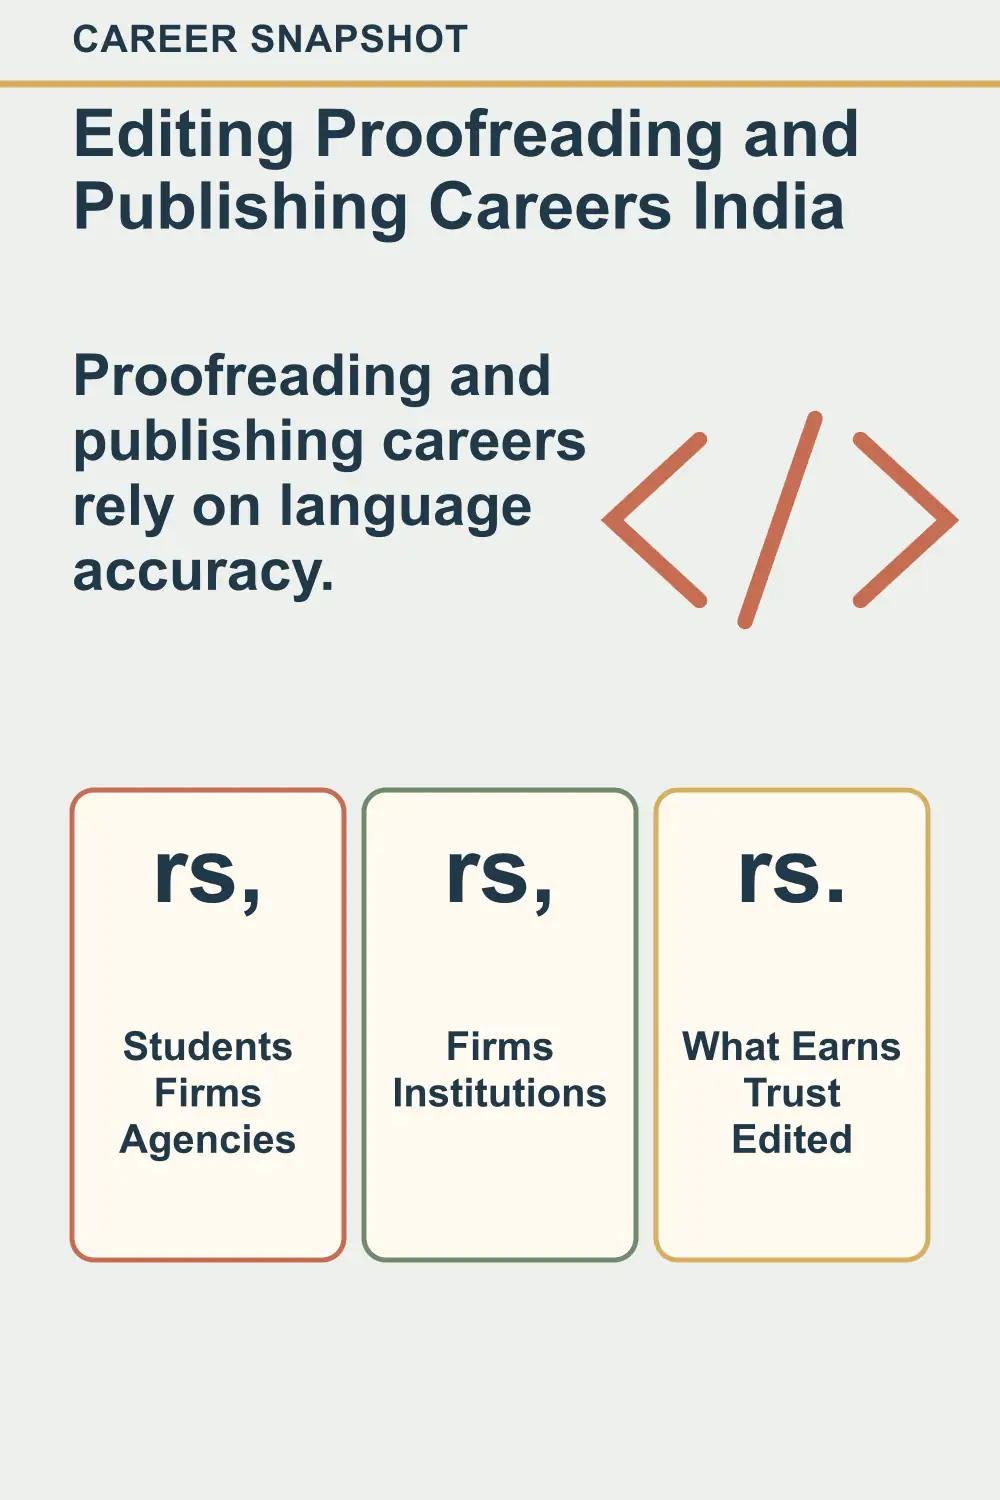 CAREER SNAPSHOT
Editing Proofreading and
Publishing Careers India
Proofreading and
publishing careers
rely on language
accuracy.
rs,
Students
Firms
Agencies
rs,
Firms
Institutions
rs.
What Earns
Trust
Edited